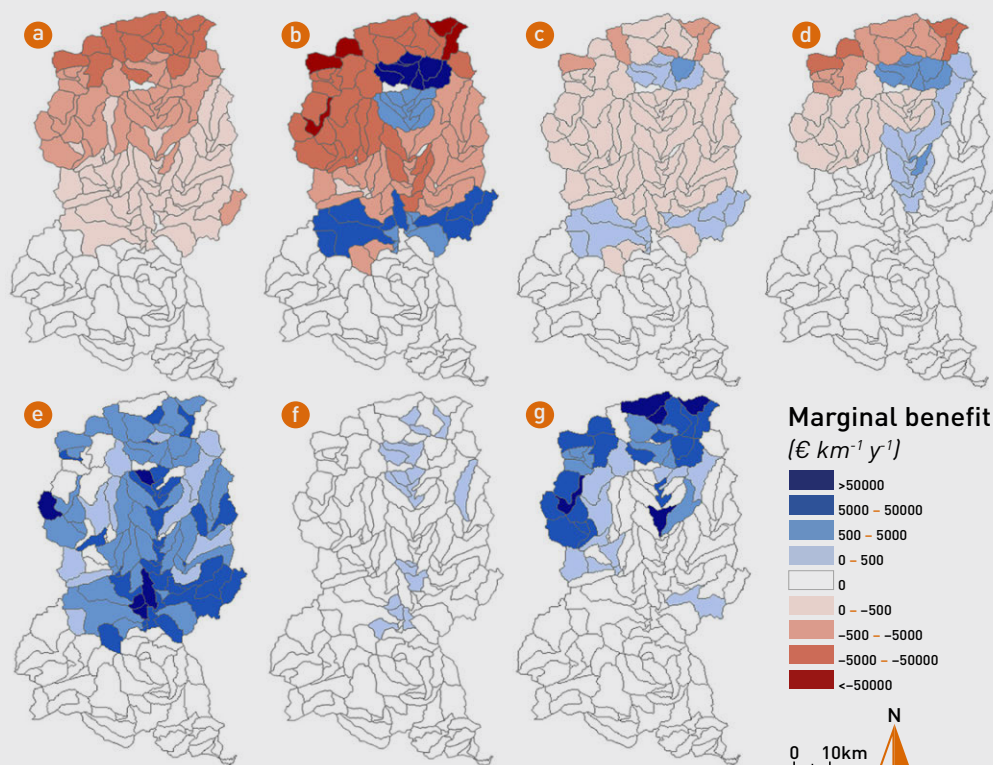 a
b
c
d
e
f
g
Marginal benefit
(€ km⁻¹ y⁻¹)
>50000
5000 – 50000
500 – 5000
0 – 500
0
0 – –500
–500 – –5000
–5000 – –50000
<–50000
N
0 10km